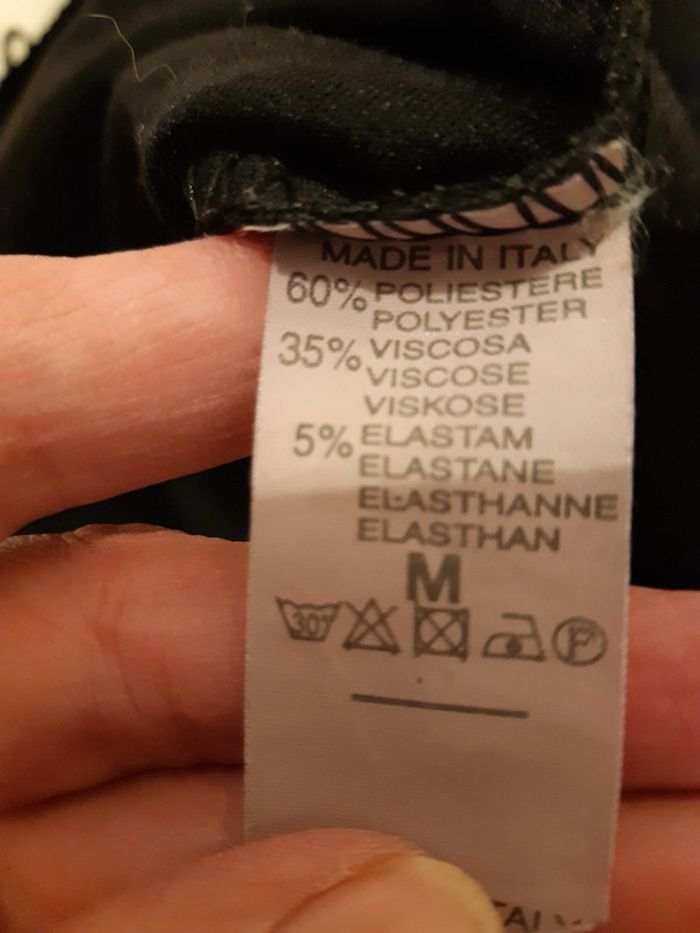 MADE IN ITALY
60% POLIESTERE
POLYESTER
35% VISCOSA
VISCOSE
VISKOSE
5% ELASTAM
ELASTANE
ELASTHANNE
ELASTHAN
M
30° P